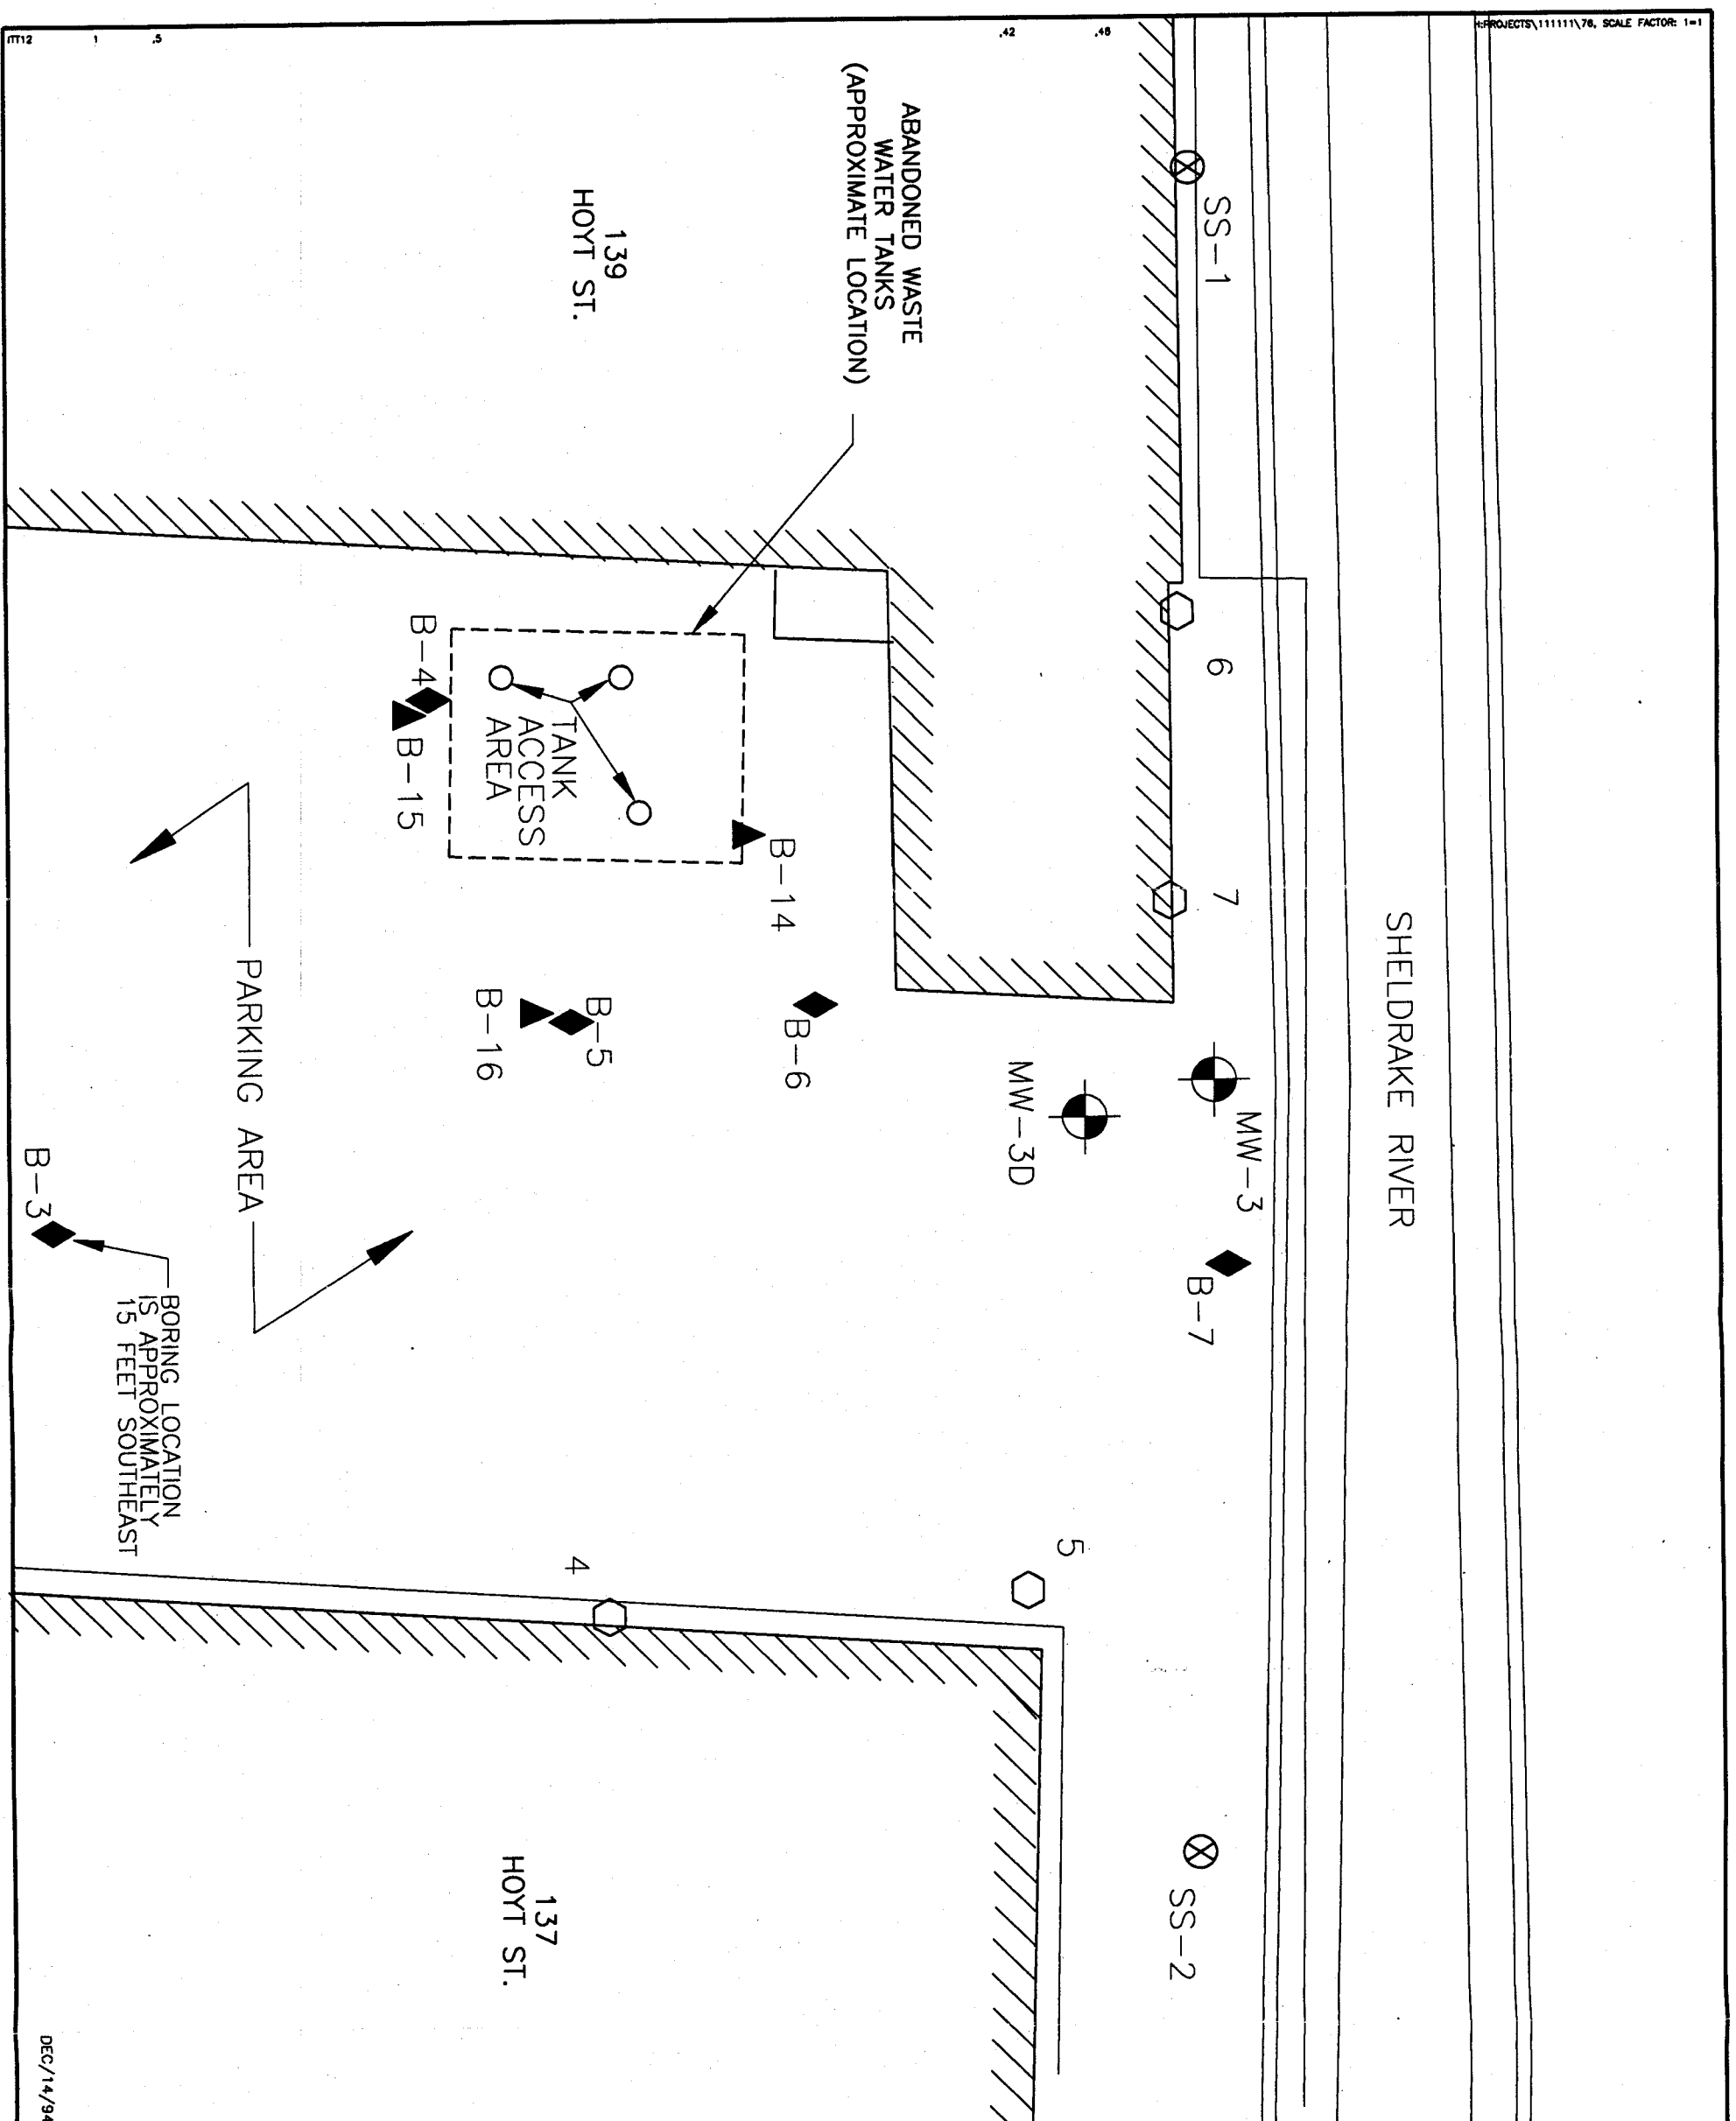 H:PROJECTS\111111\76, SCALE FACTOR: 1=1
SHELDRAKE RIVER
SS-1
6
7
MW-3
B-7
SS-2
MW-3D
5
ABANDONED WASTE
WATER TANKS
(APPROXIMATE LOCATION)
139
HOYT ST.
B-14
B-6
TANK
ACCESS
AREA
B-4
B-15
B-5
B-16
4
PARKING AREA
B-3
BORING LOCATION
IS APPROXIMATELY
15 FEET SOUTHEAST
137
HOYT ST.
ITT12
1
.5
.42
.48
DEC/14/94